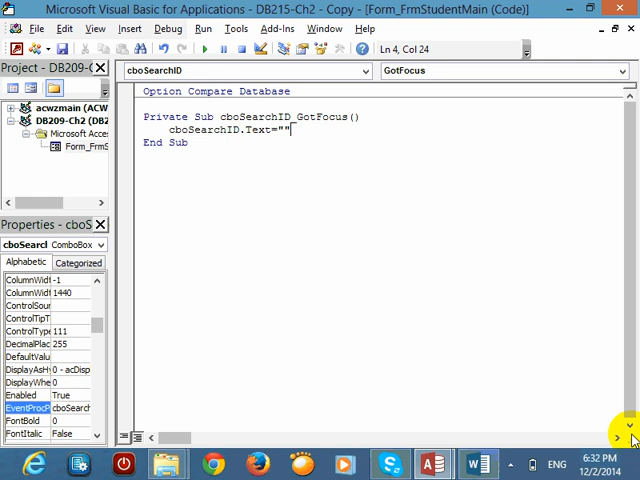 Microsoft Visual Basic for Applications - DB215-Ch2 - Copy - [Form_FrmStudentMain (Code)]
File Edit View Insert Debug Run Tools Add-Ins Window Help
Ln 4, Col 24
Project - DB209-C
cboSearchID GotFocus
acwzmain (ACW
DB209-Ch2 (DB
Microsoft Access
Form_FrmS
Option Compare Database
Private Sub cboSearchID_GotFocus()
cboSearchID.Text=""
End Sub
Properties - cboS
cboSearcl ComboBox
Alphabetic Categorized
ColumnWidt -1
ColumnWidt 1440
ControlSour
ControlTipT
ControlType 111
DecimalPlac 255
DefaultValu
DisplayAsH 0 - acDisp
DisplayWhe 0
Enabled True
EventProcP cboSearch
FontBold 0
FontItalic False
ENG
6:32 PM
12/2/2014